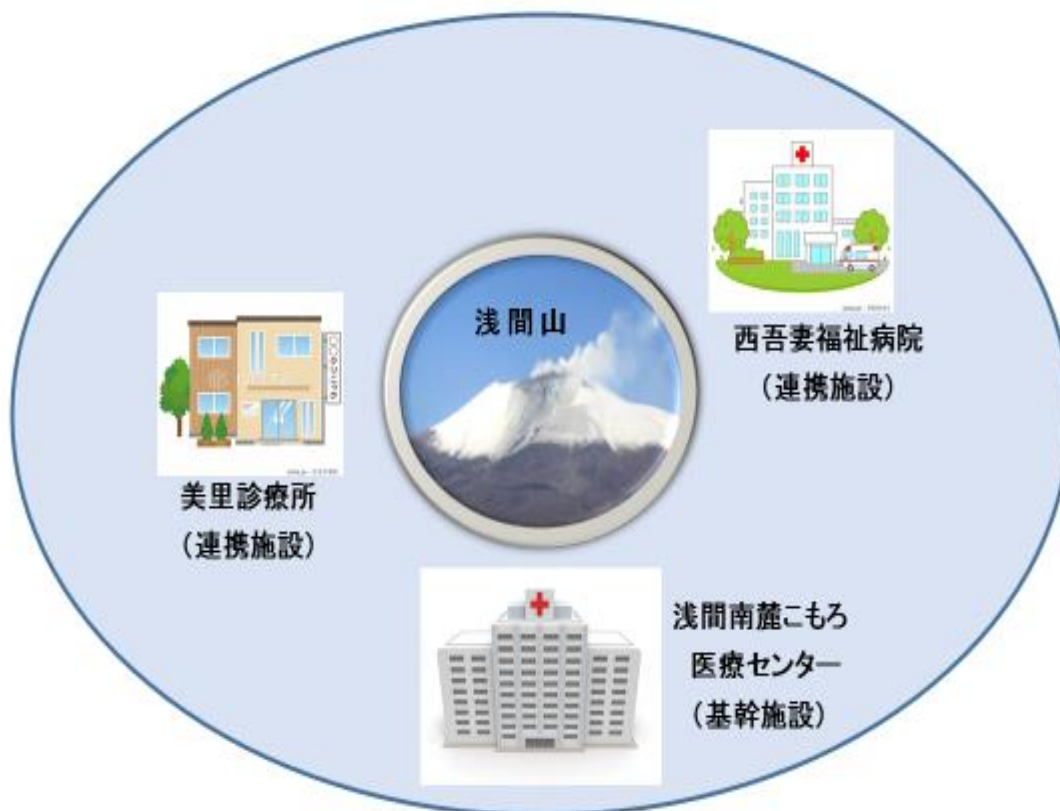 浅間山
西吾妻福祉病院
(連携施設)
美里診療所
(連携施設)
浅間南麓こもろ
医療センター
(基幹施設)